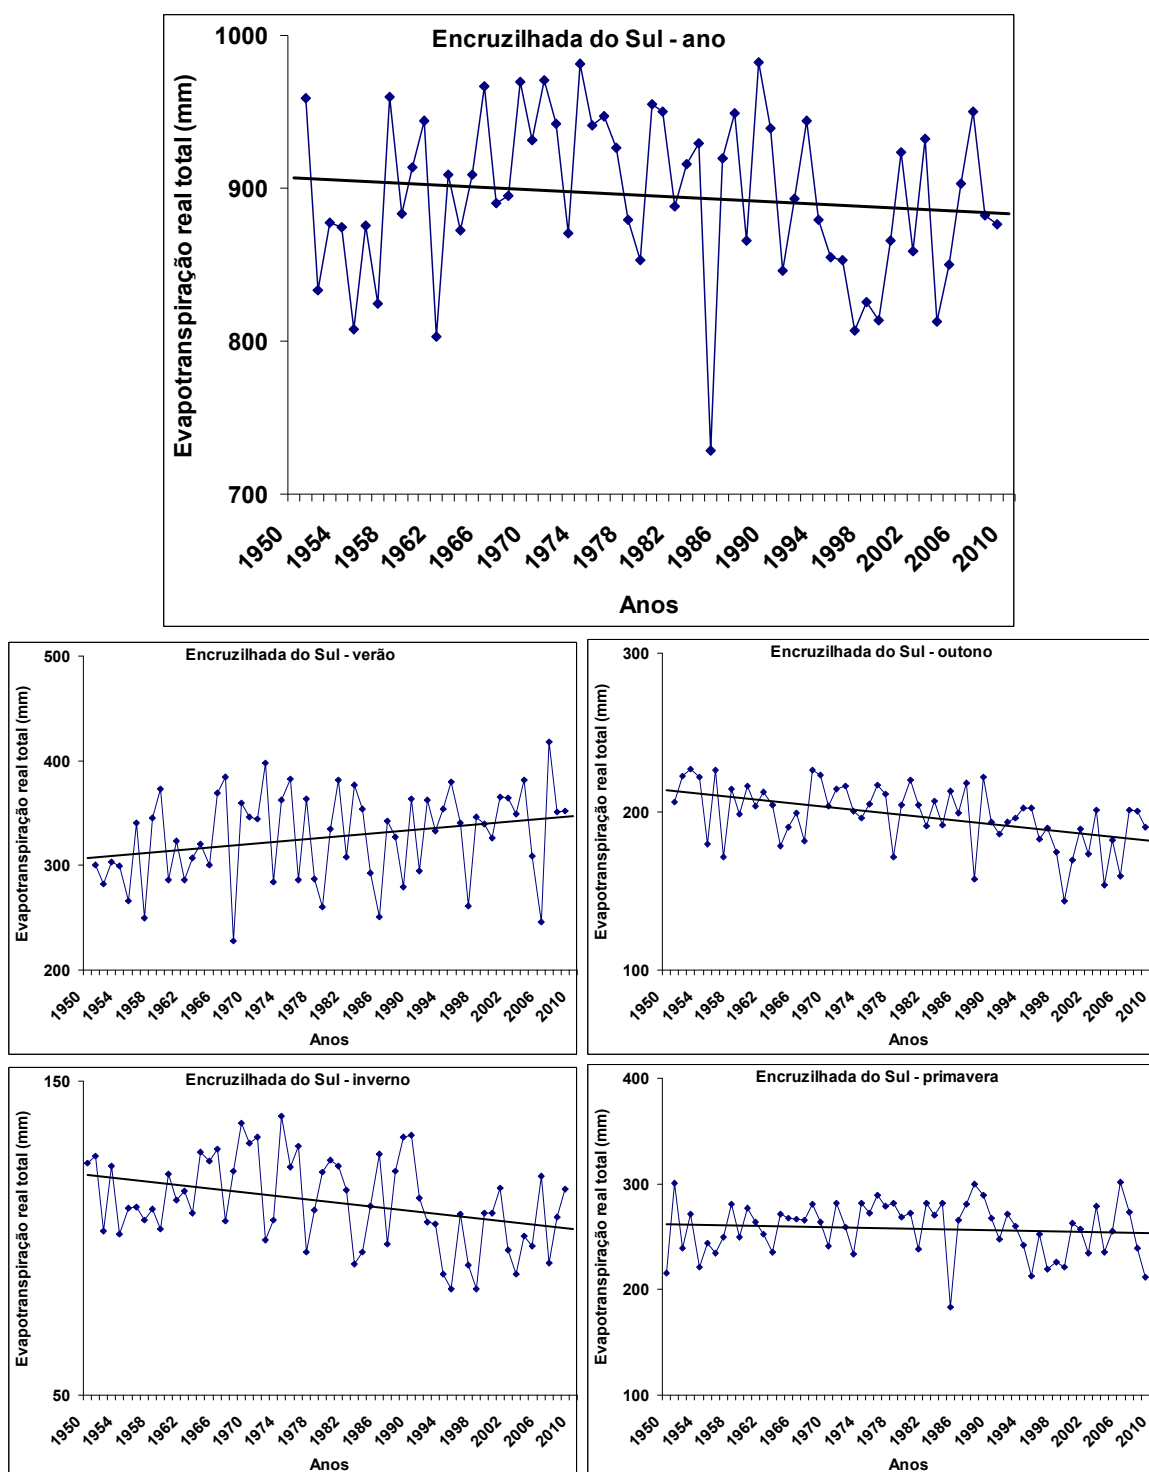 Encruzilhada do Sul - ano
Evapotranspiração real total (mm)
1000
900
800
700
1950 1954 1958 1962 1966 1970 1974 1978 1982 1986 1990 1994 1998 2002 2006 2010
Anos
Encruzilhada do Sul - verão
Evapotranspiração real total (mm)
500
400
300
200
1950 1954 1958 1962 1966 1970 1974 1978 1982 1986 1990 1994 1998 2002 2006 2010
Anos
Encruzilhada do Sul - outono
Evapotranspiração real total (mm)
300
200
100
1950 1954 1958 1962 1966 1970 1974 1978 1982 1986 1990 1994 1998 2002 2006 2010
Anos
Encruzilhada do Sul - inverno
Evapotranspiração real total (mm)
150
50
1950 1954 1958 1962 1966 1970 1974 1978 1982 1986 1990 1994 1998 2002 2006 2010
Anos
Encruzilhada do Sul - primavera
Evapotranspiração real total (mm)
400
300
200
100
1950 1954 1958 1962 1966 1970 1974 1978 1982 1986 1990 1994 1998 2002 2006 2010
Anos